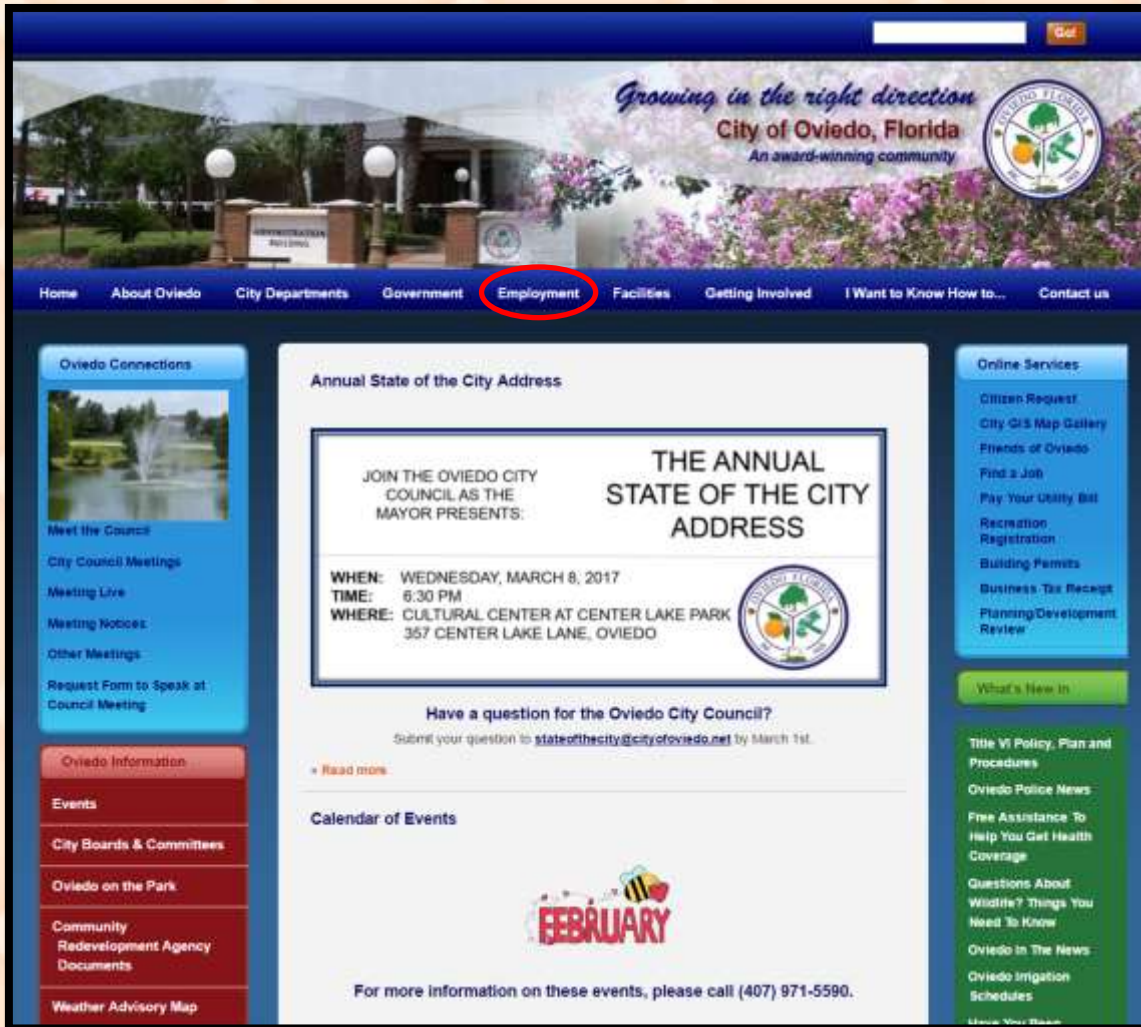 Go!
Growing in the right direction
City of Oviedo, Florida
An award-winning community
ADMINISTRATION
BUILDING
Home About Oviedo City Departments Government Employment Facilities Getting Involved I Want to Know How to... Contact us
Oviedo Connections
Meet the Council
City Council Meetings
Meeting Live
Meeting Notices
Other Meetings
Request Form to Speak at
Council Meeting
Oviedo Information
Events
City Boards & Committees
Oviedo on the Park
Community
Redevelopment Agency
Documents
Weather Advisory Map
Annual State of the City Address
JOIN THE OVIEDO CITY
COUNCIL AS THE
MAYOR PRESENTS:
THE ANNUAL
STATE OF THE CITY
ADDRESS
WHEN: WEDNESDAY, MARCH 8, 2017
TIME: 6:30 PM
WHERE: CULTURAL CENTER AT CENTER LAKE PARK
357 CENTER LAKE LANE, OVIEDO
OVIEDO FLORIDA
Have a question for the Oviedo City Council?
Submit your question to stateofthecity@cityofoviedo.net by March 1st.
» Read more
Calendar of Events
FEBRUARY
For more information on these events, please call (407) 971-5590.
Online Services
Citizen Request
City GIS Map Gallery
Friends of Oviedo
Find a Job
Pay Your Utility Bill
Recreation
Registration
Building Permits
Business Tax Receipt
Planning/Development
Review
What's New in
Title VI Policy, Plan and
Procedures
Oviedo Police News
Free Assistance To
Help You Get Health
Coverage
Questions About
Wildlife? Things You
Need To Know
Oviedo In The News
Oviedo Irrigation
Schedules
Have You Been